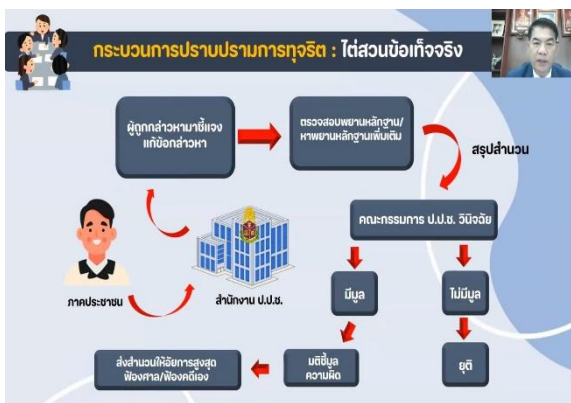 กระบวนการปราบปรามการทุจริต : ไต่สวนข้อเท็จจริง
ผู้ถูกกล่าวหามาชี้แจง
แก้ข้อกล่าวหา
ตรวจสอบพยานหลักฐาน/
หาพยานหลักฐานเพิ่มเติม
สรุปสำนวน
คณะกรรมการ ป.ป.ช. วินิจฉัย
ภาคประชาชน
สำนักงาน ป.ป.ช.
มีมูล
ไม่มีมูล
ส่งสำนวนให้อัยการสูงสุด
ฟ้องศาล/ฟ้องคดีเอง
มติชี้มูล
ความผิด
ยุติ